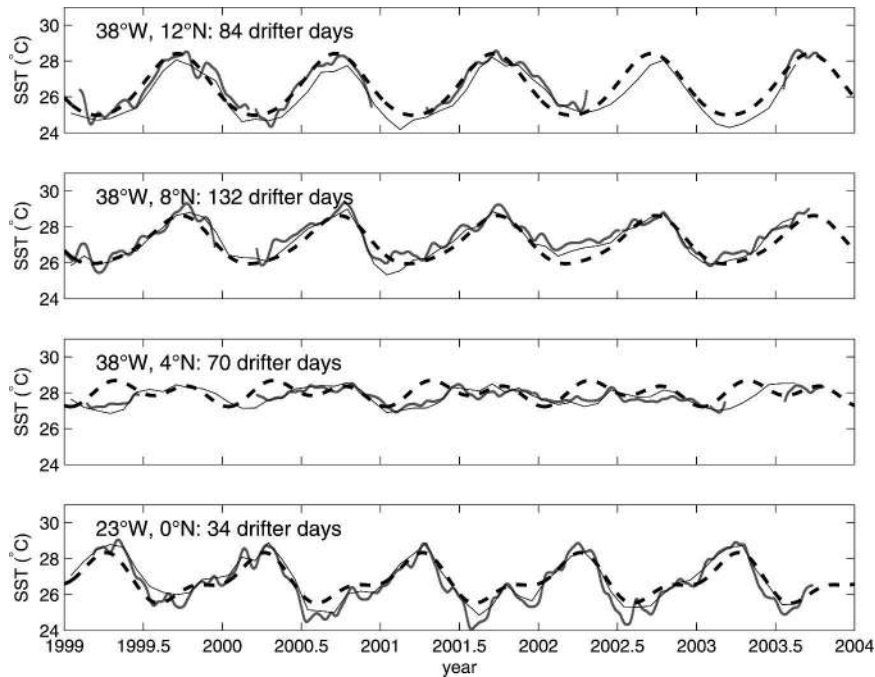 38°W, 12°N: 84 drifter days
SST (°C)
30
28
26
24
38°W, 8°N: 132 drifter days
SST (°C)
30
28
26
24
38°W, 4°N: 70 drifter days
SST (°C)
30
28
26
24
23°W, 0°N: 34 drifter days
SST (°C)
30
28
26
24
1999 1999.5 2000 2000.5 2001 2001.5 2002 2002.5 2003 2003.5 2004
year